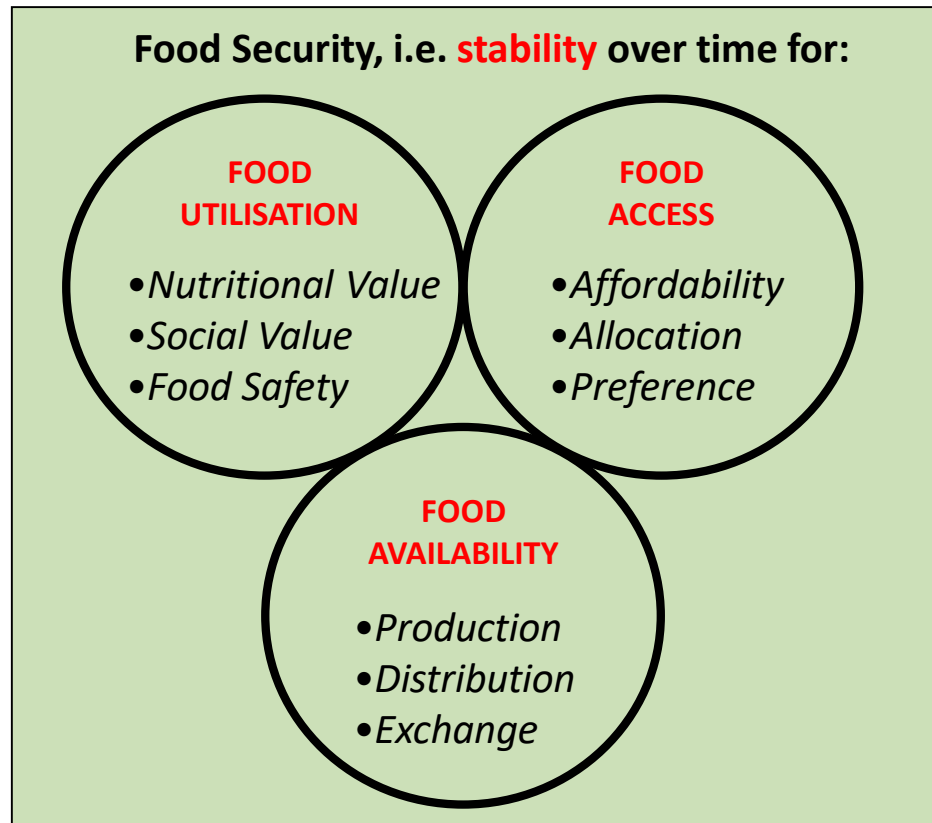 Food Security, i.e. stability over time for:
FOOD
UTILISATION
•Nutritional Value
•Social Value
•Food Safety
FOOD
ACCESS
•Affordability
•Allocation
•Preference
FOOD
AVAILABILITY
•Production
•Distribution
•Exchange